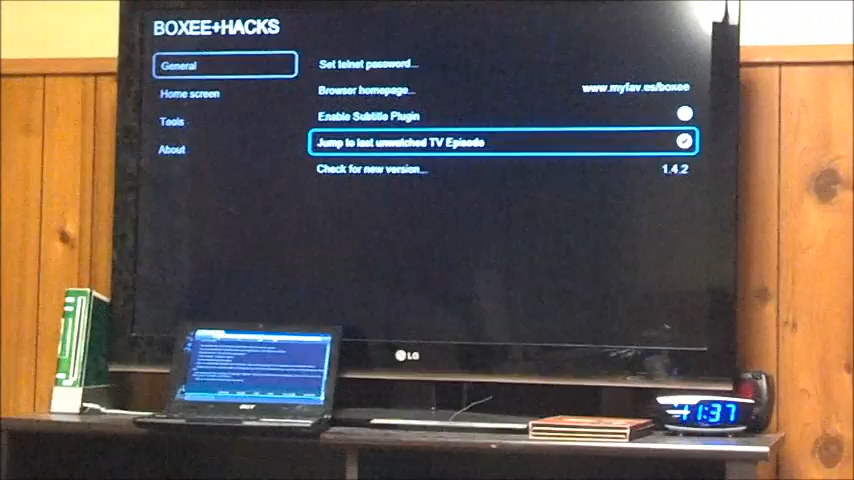 BOXEE+HACKS
General
Home screen
Tools
About
Set telnet password...
Browser homepage...
www.myfav.es/boxee
Enable Subtitle Plugin
Jump to last unwatched TV Episode
Check for new version...
1.4.2
LG
acer
1:37